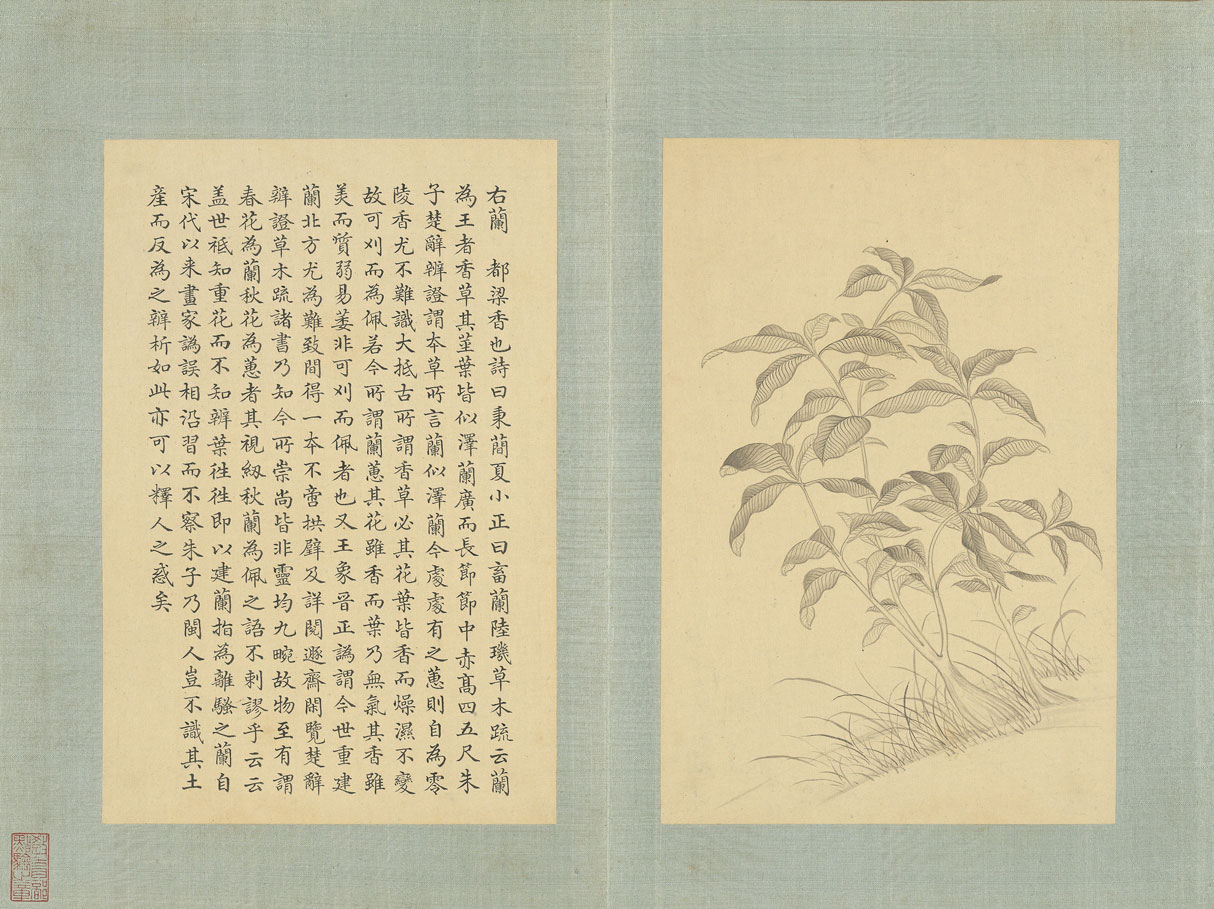 右蘭　都梁香也詩曰秉蕑夏小正曰畜蘭陸璣草木疏云蘭
為王者香草其莖葉皆似澤蘭廣而長節節中赤高四五尺朱
子楚辭辨證謂本草所言蘭似澤蘭今處處有之蕙則自為零
陵香尤不難識大抵古所謂香草必其花葉皆香而燥濕不變
故可刈而為佩若今所謂蘭蕙其花雖香而葉乃無氣其香雖
美而質弱易萎非可刈而佩者也又王象晉正譌謂今世重建
蘭北方尤為難致間得一本不啻拱璧及詳閱遯齋閑覽楚辭
辨證草木疏諸書乃知今所崇尚皆非靈均九畹故物至有謂
春花為蘭秋花為蕙者其視紉秋蘭為佩之語不剌謬乎云云
盖世祗知重花而不知辨葉徃徃即以建蘭指為離騷之蘭自
宋代以来畫家譌誤相沿習而不察朱子乃閩人豈不識其土
産而反為之辨析如此亦可以釋人之惑矣